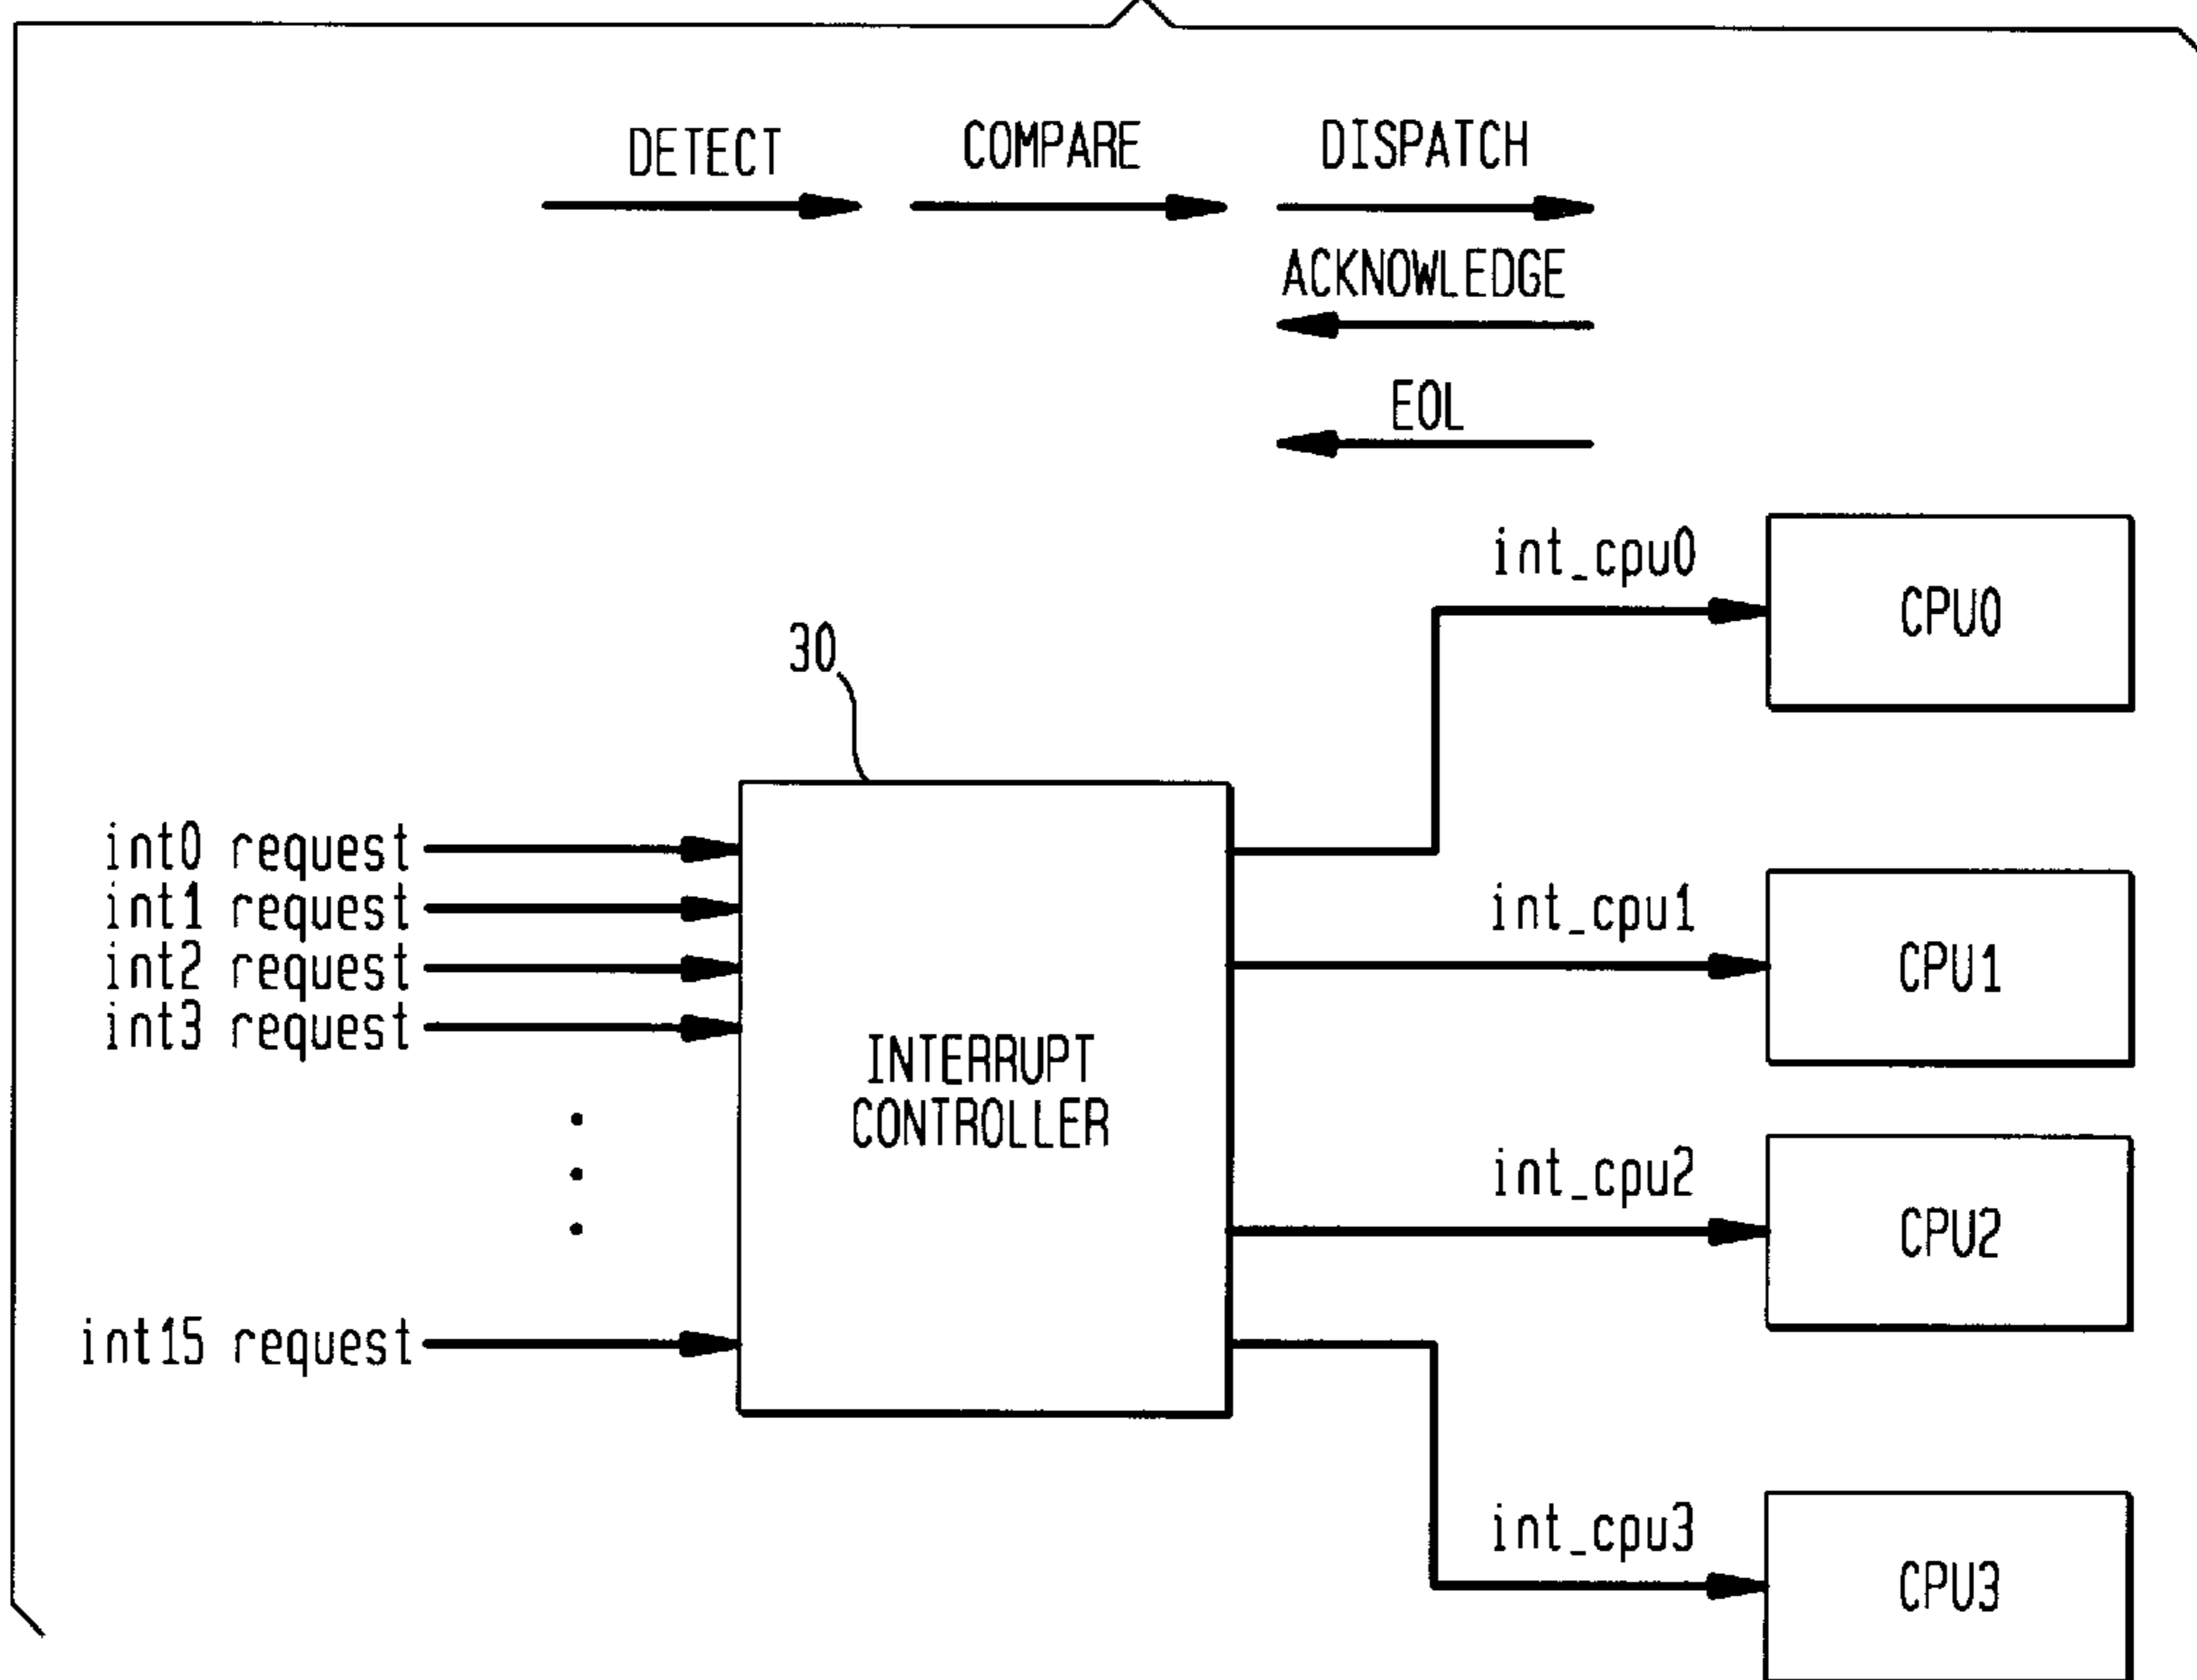 DETECT COMPARE DISPATCH
ACKNOWLEDGE
EOL
int_cpu0
CPU0
30
int0 request
int1 request
int2 request
int3 request
int15 request
INTERRUPT
CONTROLLER
int_cpu1
CPU1
int_cpu2
CPU2
int_cpu3
CPU3